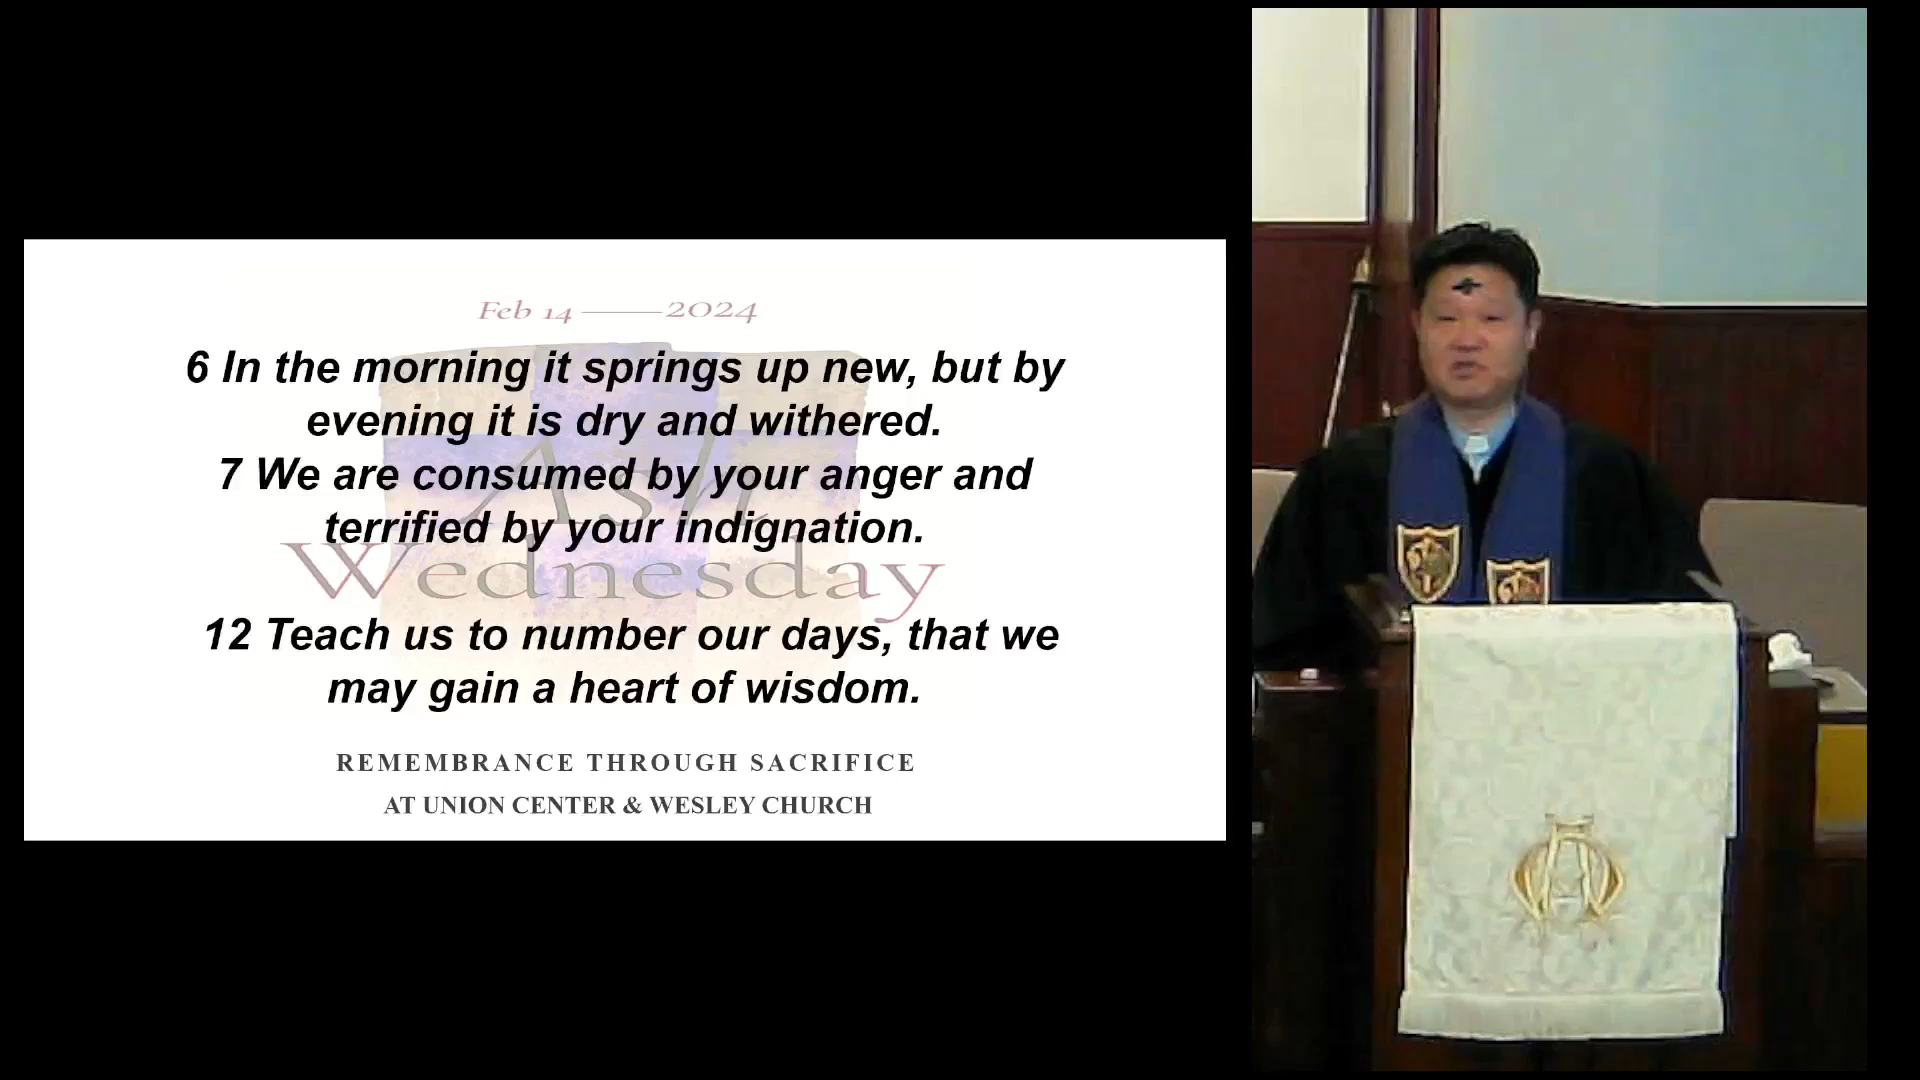 Feb 14 2024
6 In the morning it springs up new, but by
evening it is dry and withered.
7 We are consumed by your anger and
terrified by your indignation.
Ash
Wednesday
12 Teach us to number our days, that we
may gain a heart of wisdom.
REMEMBRANCE THROUGH SACRIFICE
AT UNION CENTER & WESLEY CHURCH